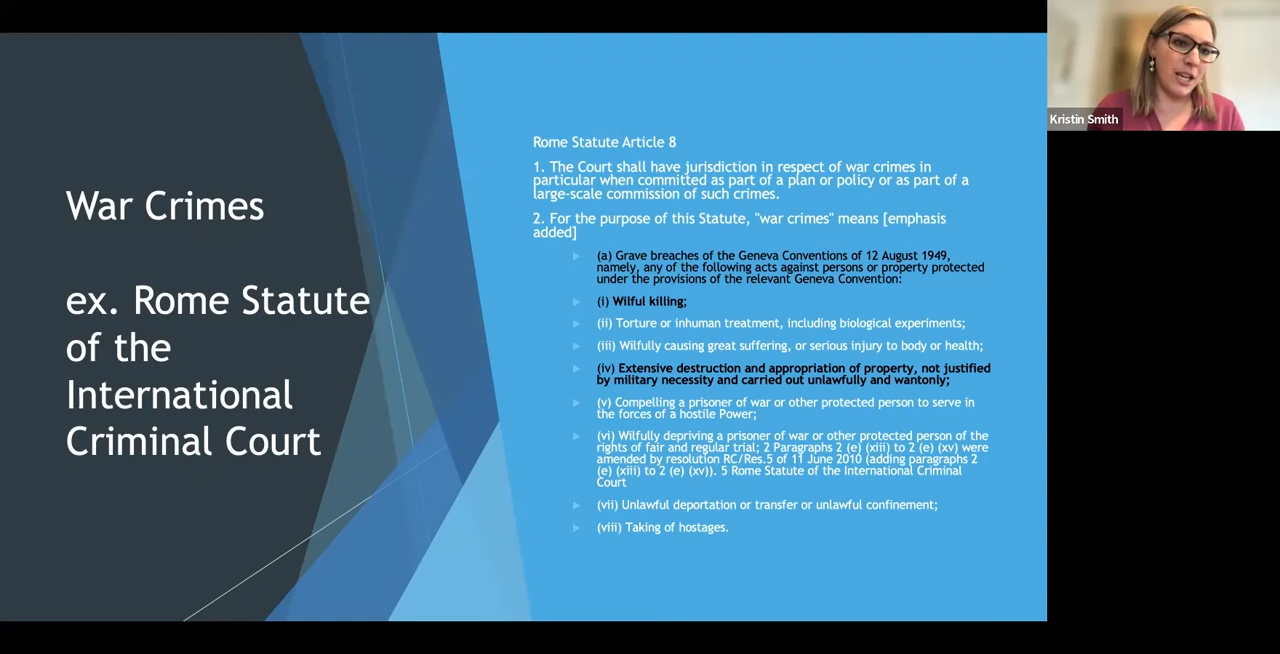 War Crimes
ex. Rome Statute
of the
International
Criminal Court
Rome Statute Article 8
1. The Court shall have jurisdiction in respect of war crimes in
particular when committed as part of a plan or policy or as part of a
large-scale commission of such crimes.
2. For the purpose of this Statute, "war crimes" means [emphasis
added]
(a) Grave breaches of the Geneva Conventions of 12 August 1949,
namely, any of the following acts against persons or property protected
under the provisions of the relevant Geneva Convention:
(i) Wilful killing;
(ii) Torture or inhuman treatment, including biological experiments;
(iii) Wilfully causing great suffering, or serious injury to body or health;
(iv) Extensive destruction and appropriation of property, not justified
by military necessity and carried out unlawfully and wantonly;
(v) Compelling a prisoner of war or other protected person to serve in
the forces of a hostile Power;
(vi) Wilfully depriving a prisoner of war or other protected person of the
rights of fair and regular trial; 2 Paragraphs 2 (e) (xiii) to 2 (e) (xv) were
amended by resolution RC/Res.5 of 11 June 2010 (adding paragraphs 2
(e) (xiii) to 2 (e) (xv)). 5 Rome Statute of the International Criminal
Court
(vii) Unlawful deportation or transfer or unlawful confinement;
(viii) Taking of hostages.
Kristin Smith